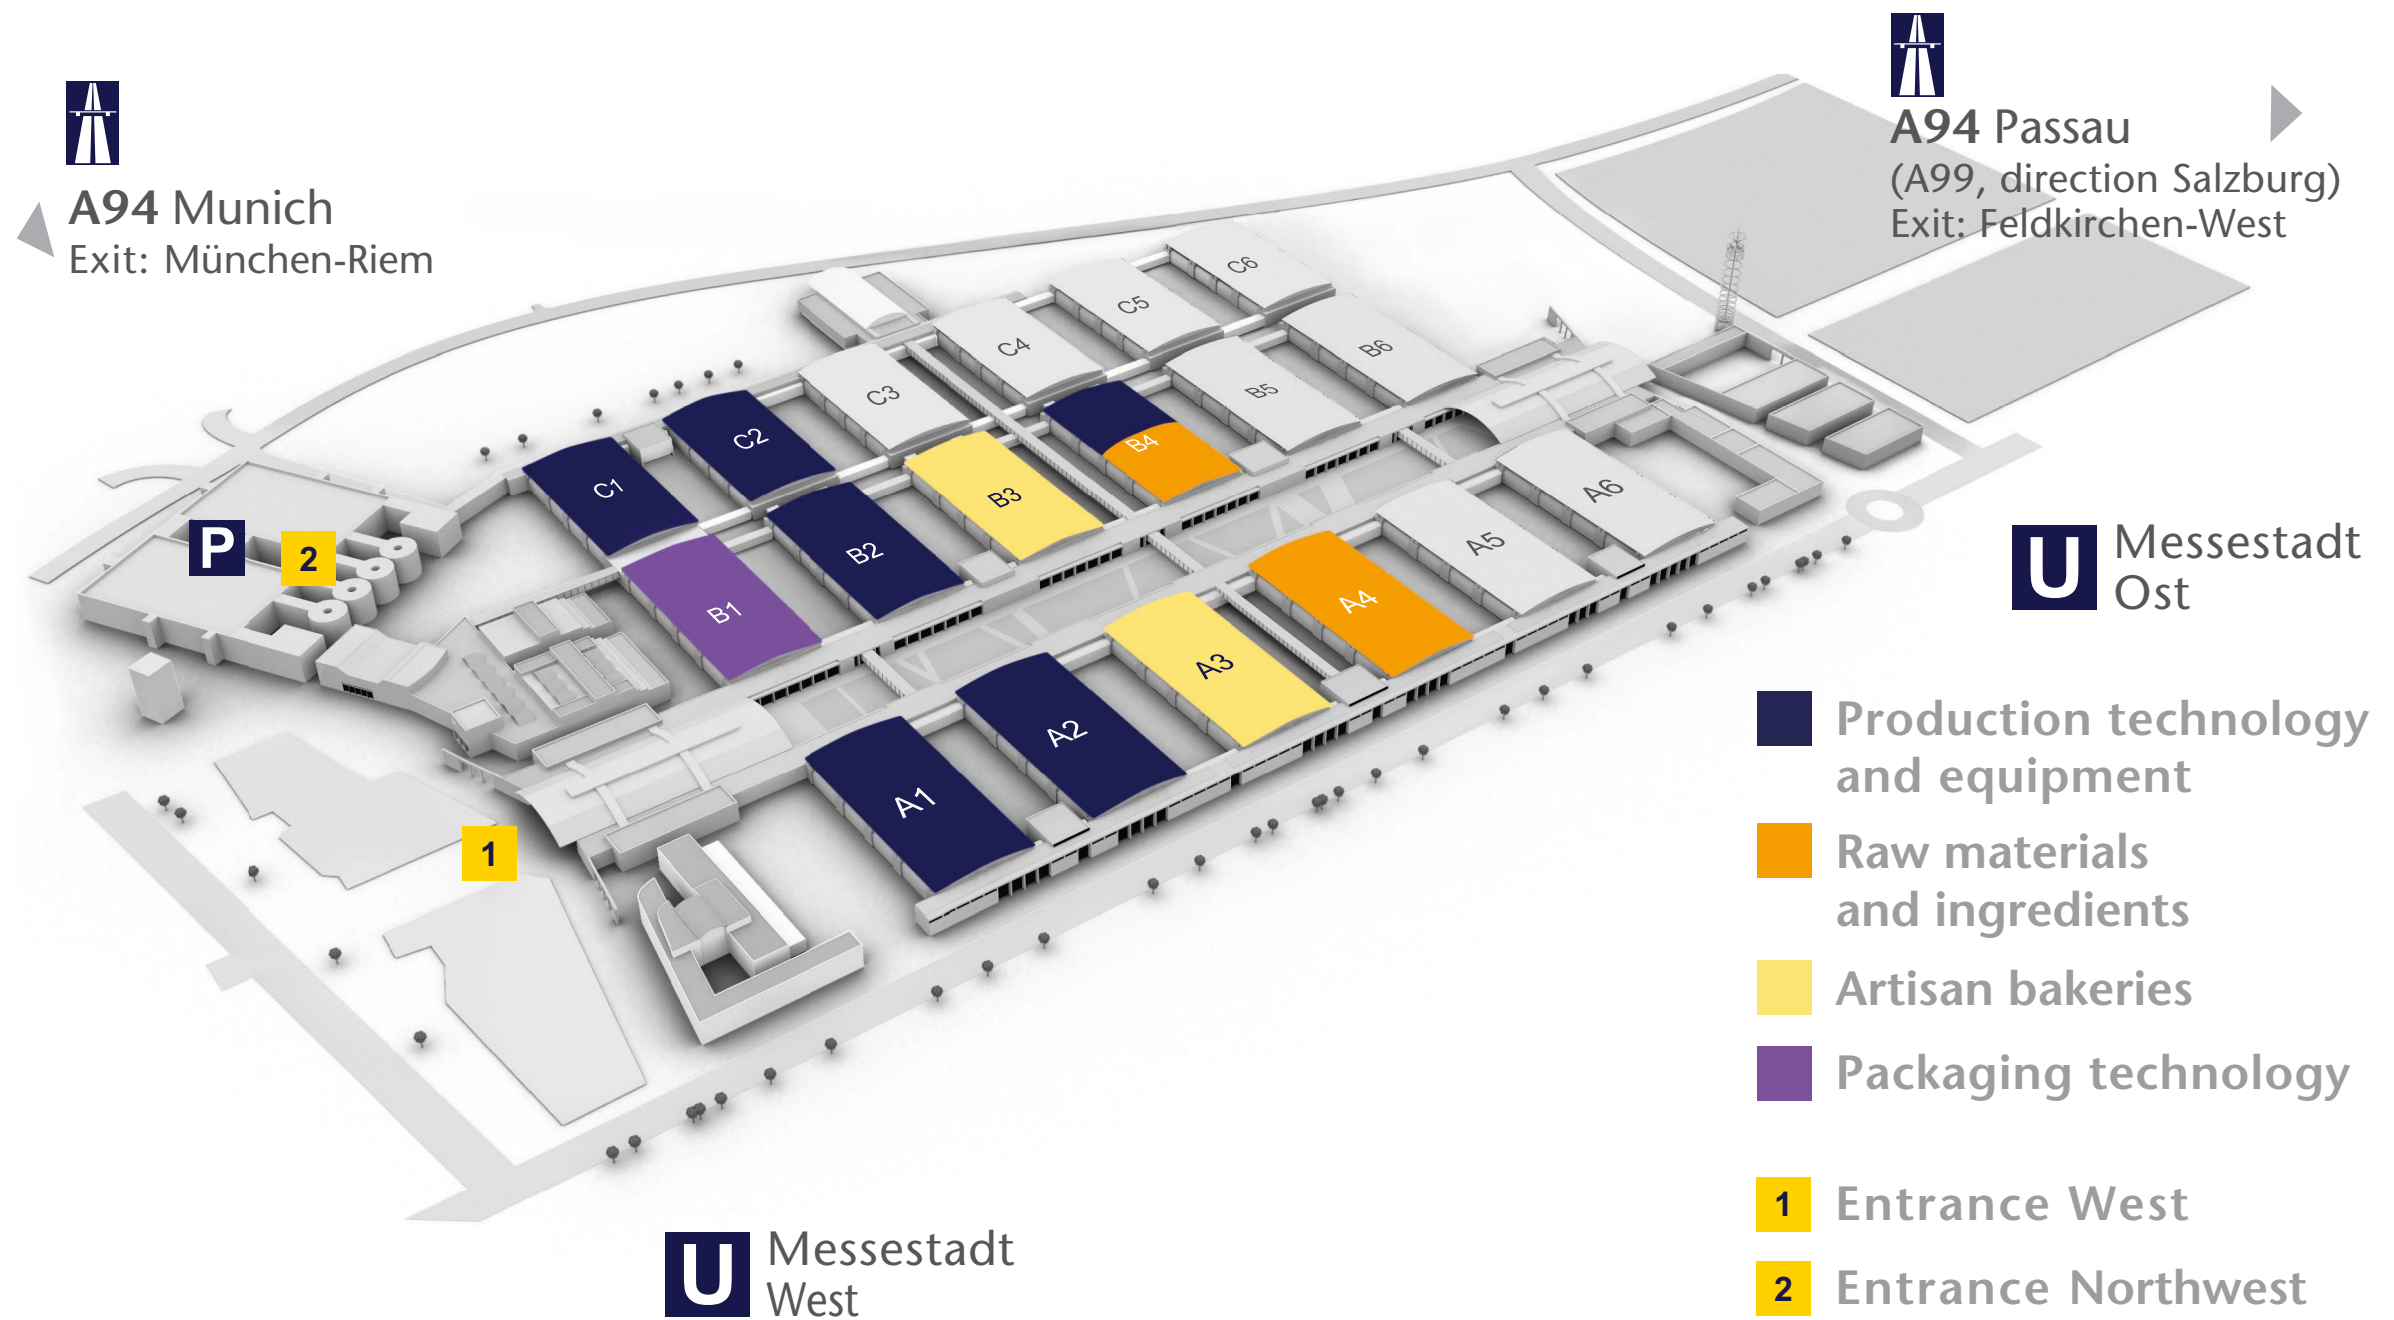 A94 Munich
Exit: München-Riem
A94 Passau
(A99, direction Salzburg)
Exit: Feldkirchen-West
C6
C5
C4
C3
C2
C1
B6
B5
B4
B3
B2
B1
A6
A5
A4
A3
A2
A1
P
2
1
U Messestadt
Ost
U Messestadt
West
Production technology
and equipment
Raw materials
and ingredients
Artisan bakeries
Packaging technology
1 Entrance West
2 Entrance Northwest